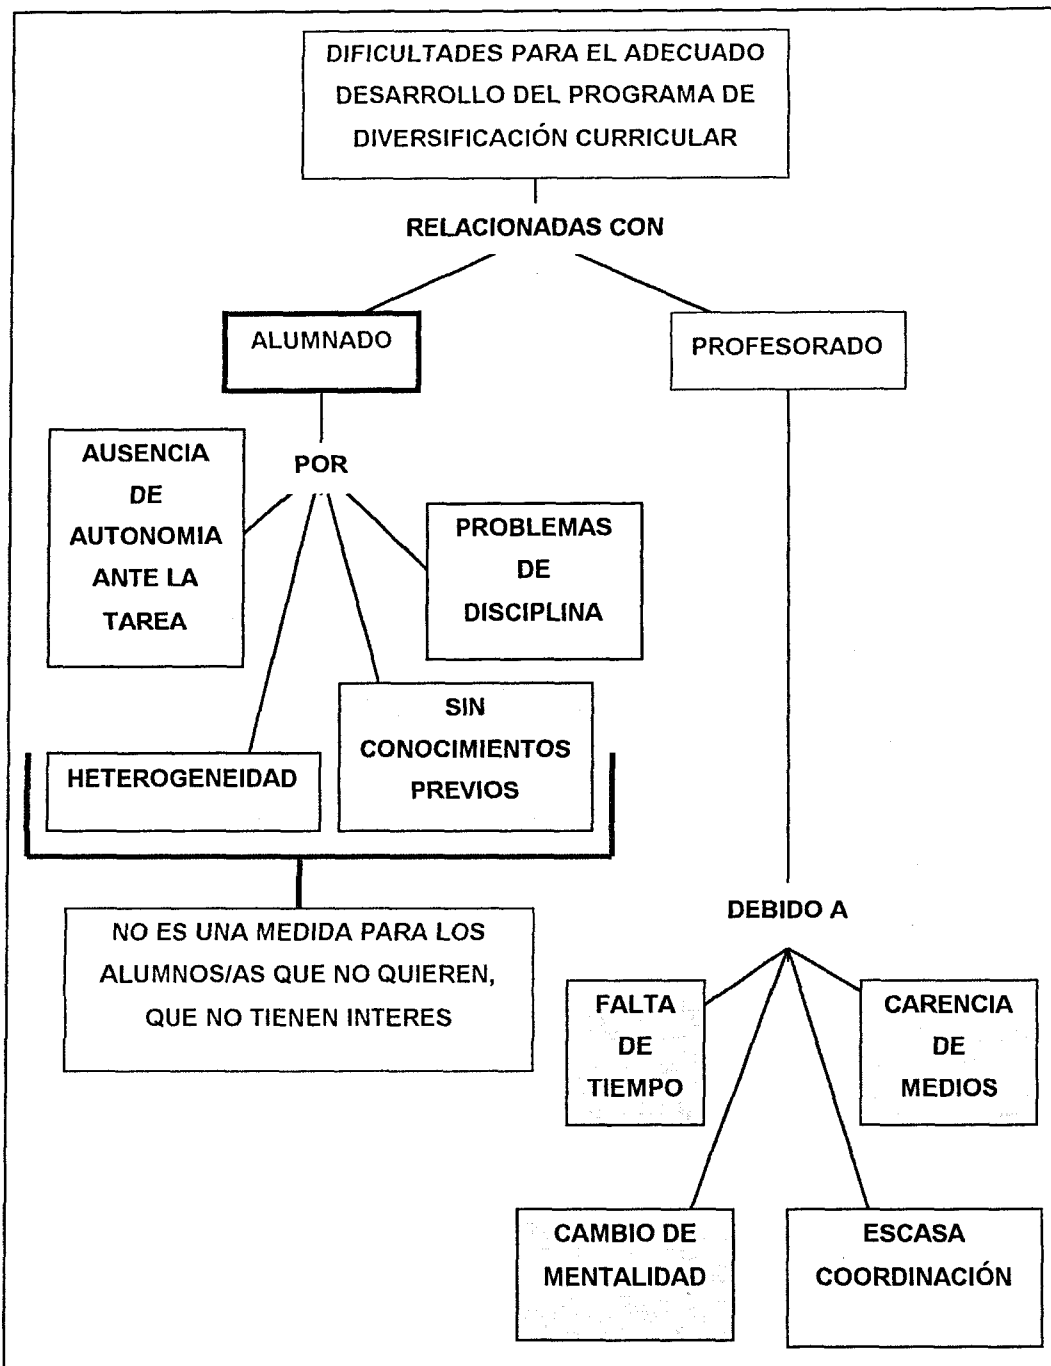 DIFICULTADES PARA EL ADECUADO
DESARROLLO DEL PROGRAMA DE
DIVERSIFICACIÓN CURRICULAR
RELACIONADAS CON
ALUMNADO
PROFESORADO
POR
AUSENCIA
DE
AUTONOMIA
ANTE LA
TAREA
PROBLEMAS
DE
DISCIPLINA
HETEROGENEIDAD
SIN
CONOCIMIENTOS
PREVIOS
NO ES UNA MEDIDA PARA LOS
ALUMNOS/AS QUE NO QUIEREN,
QUE NO TIENEN INTERES
DEBIDO A
FALTA
DE
TIEMPO
CARENCIA
DE
MEDIOS
CAMBIO DE
MENTALIDAD
ESCASA
COORDINACIÓN